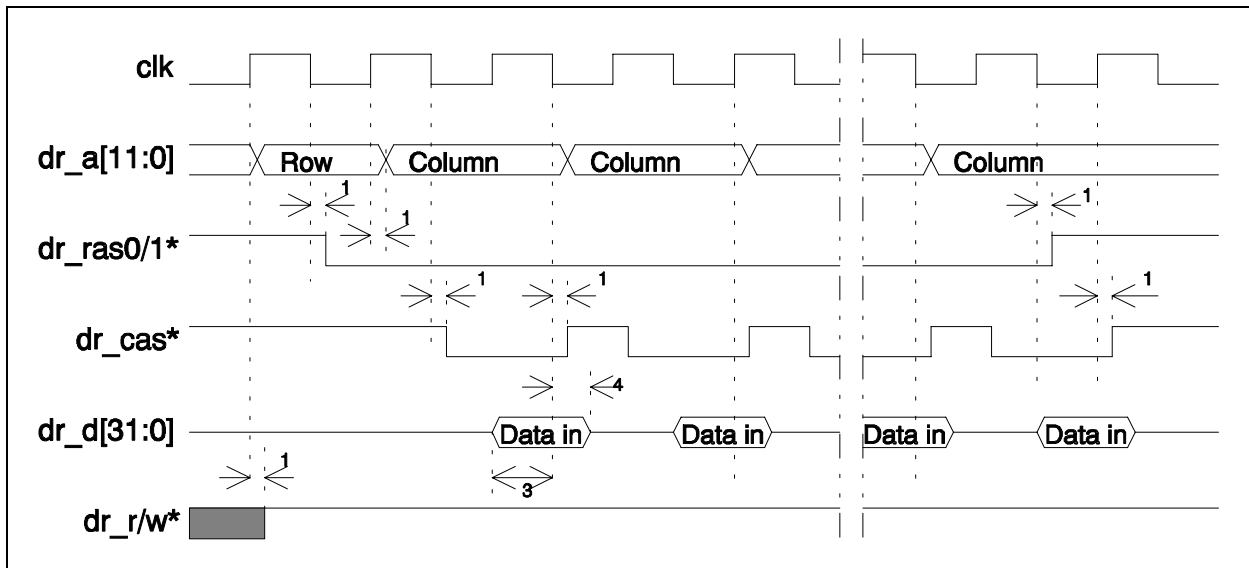 clk
dr_a[11:0] Row Column Column Column
1 1 1
dr_ras0/1*
1 1 1
dr_cas*
4
dr_d[31:0] Data in Data in Data in Data in
1 3
dr_r/w*